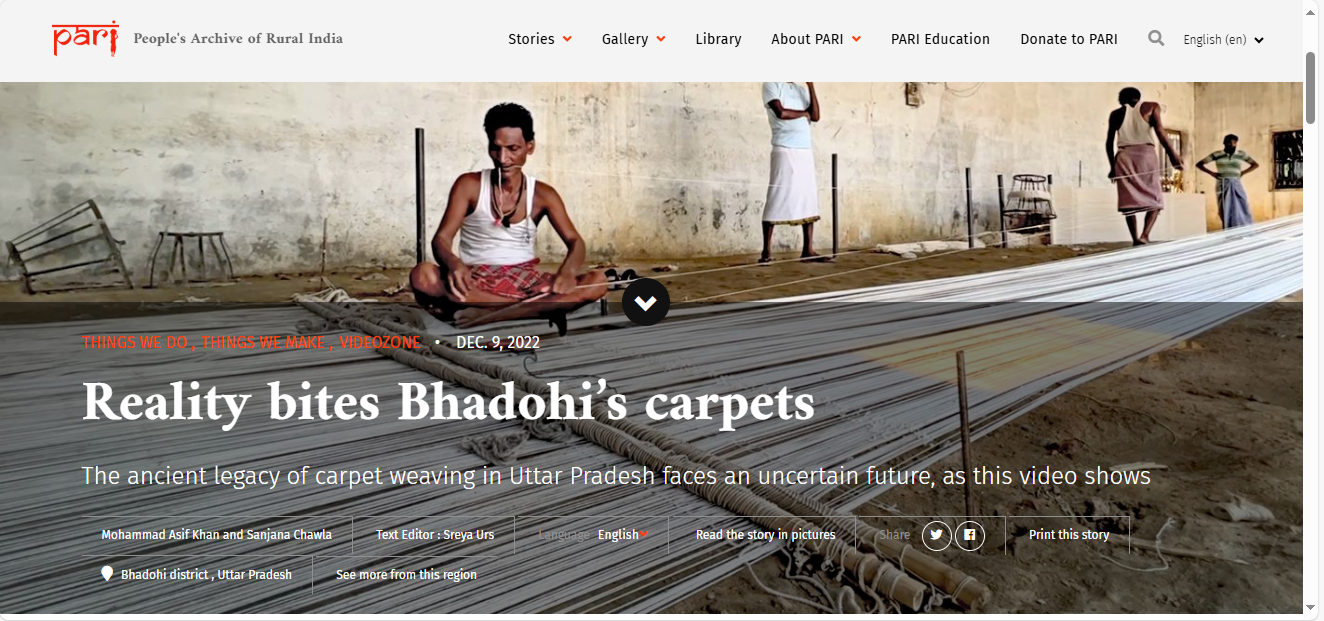 pari People's Archive of Rural India Stories Gallery Library About PARI PARI Education Donate to PARI English (en)
THINGS WE DO , THINGS WE MAKE , VIDEOZONE • DEC. 9, 2022
Reality bites Bhadohi’s carpets
The ancient legacy of carpet weaving in Uttar Pradesh faces an uncertain future, as this video shows
Mohammad Asif Khan and Sanjana Chawla Text Editor : Sreya Urs Language English Read the story in pictures Share Print this story
Bhadohi district , Uttar Pradesh See more from this region